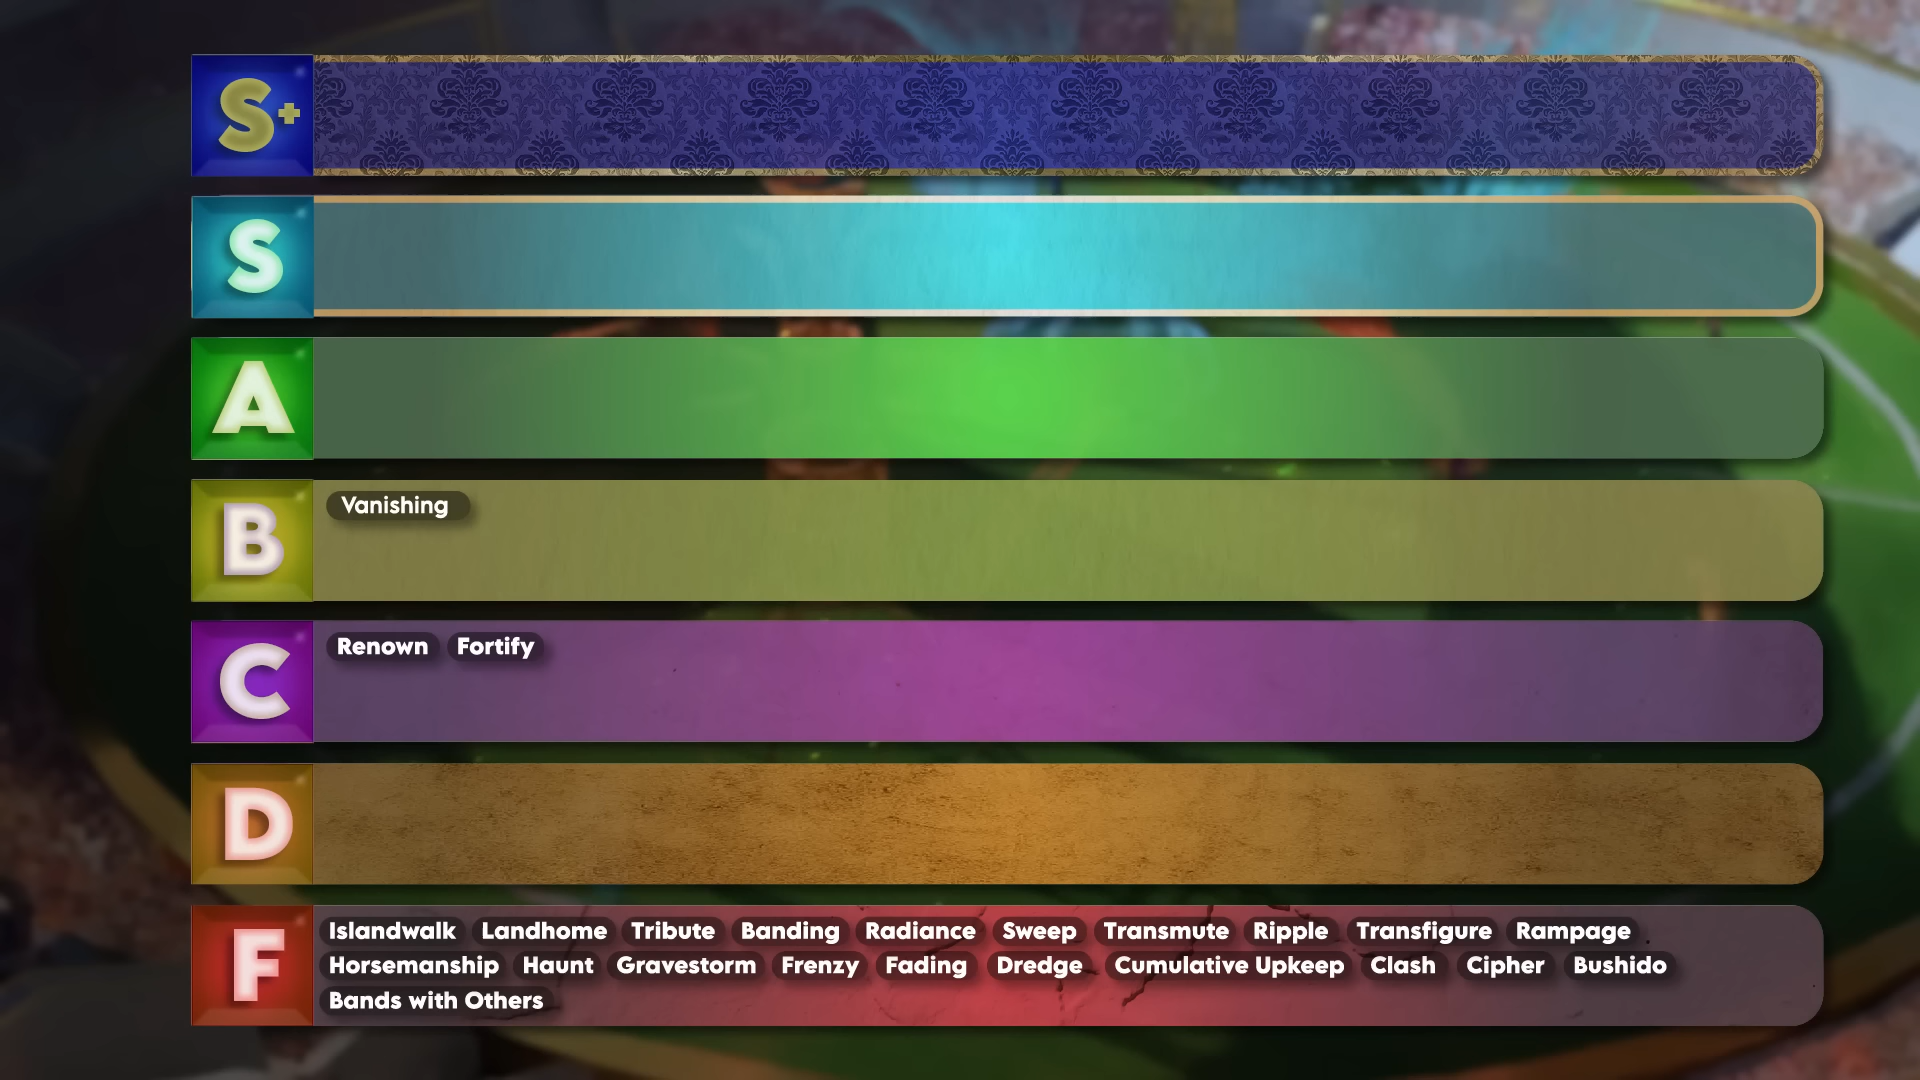 S+
S
A
B
Vanishing
C
Renown Fortify
D
F
Islandwalk Landhome Tribute Banding Radiance Sweep Transmute Ripple Transfigure Rampage
Horsemanship Haunt Gravestorm Frenzy Fading Dredge Cumulative Upkeep Clash Cipher Bushido
Bands with Others